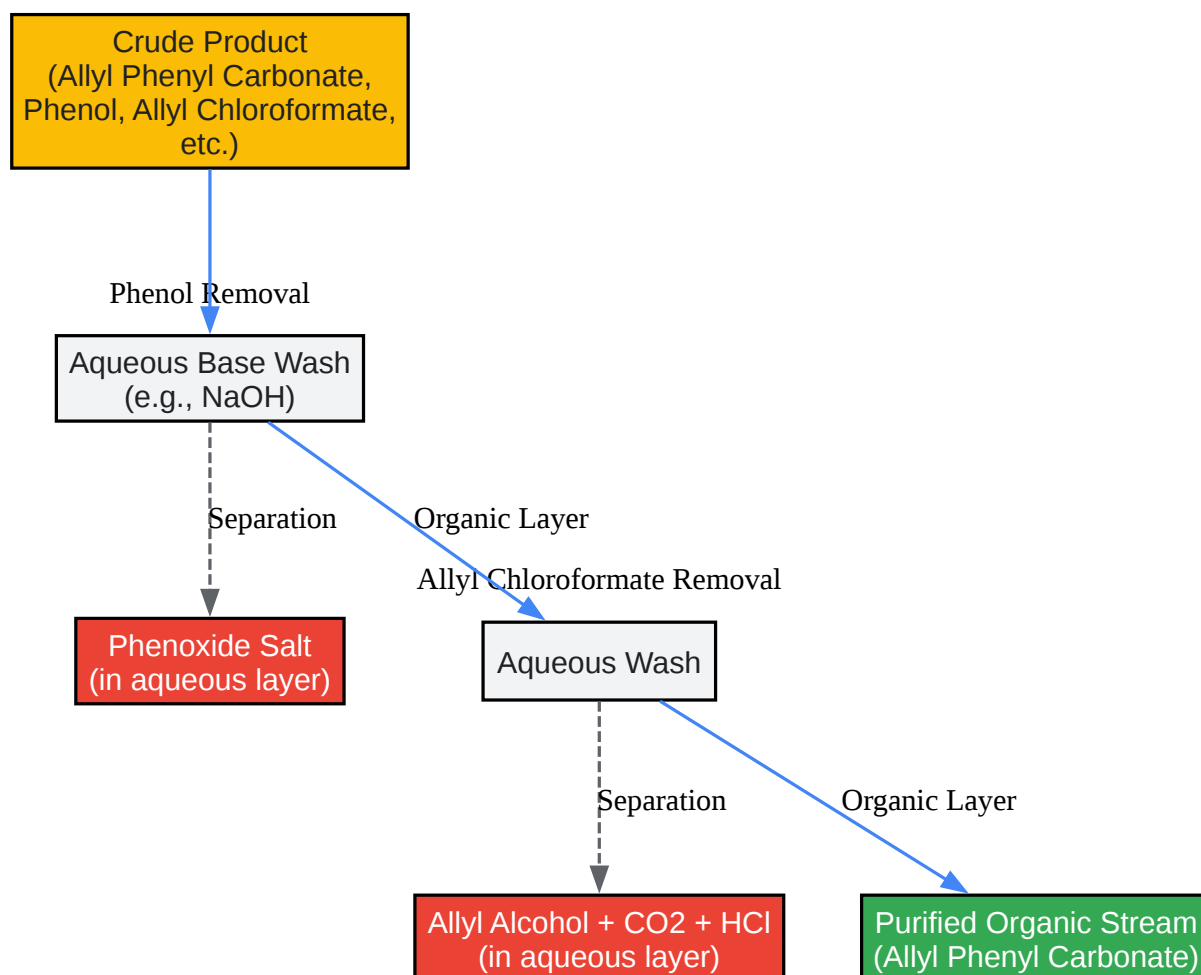 Crude Product
(Allyl Phenyl Carbonate,
Phenol, Allyl Chloroformate,
etc.)
Phenol Removal
Aqueous Base Wash
(e.g., NaOH)
Separation
Organic Layer
Allyl Chloroformate Removal
Phenoxide Salt
(in aqueous layer)
Aqueous Wash
Separation
Organic Layer
Allyl Alcohol + CO2 + HCl
(in aqueous layer)
Purified Organic Stream
(Allyl Phenyl Carbonate)